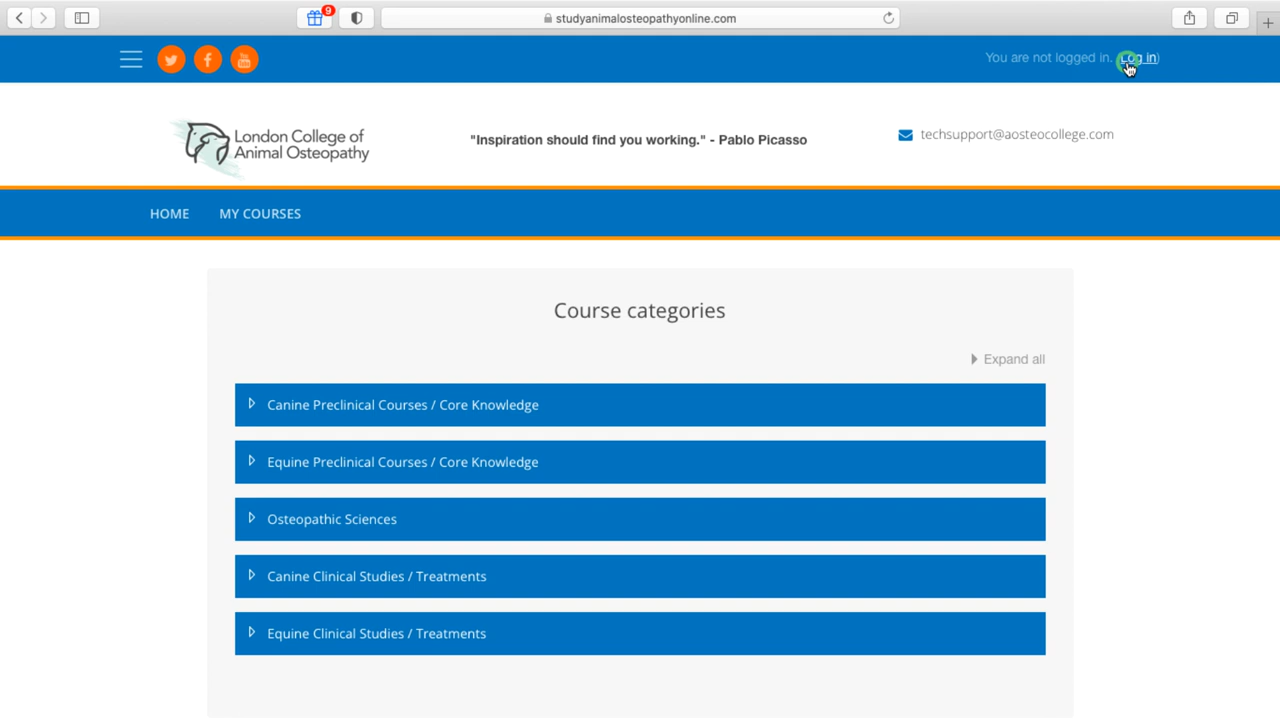 9
studyanimalosteopathyonline.com
You are not logged in. (Log in)
London College of
Animal Osteopathy
"Inspiration should find you working." - Pablo Picasso
techsupport@aosteocollege.com
HOME
MY COURSES
Course categories
Expand all
Canine Preclinical Courses / Core Knowledge
Equine Preclinical Courses / Core Knowledge
Osteopathic Sciences
Canine Clinical Studies / Treatments
Equine Clinical Studies / Treatments